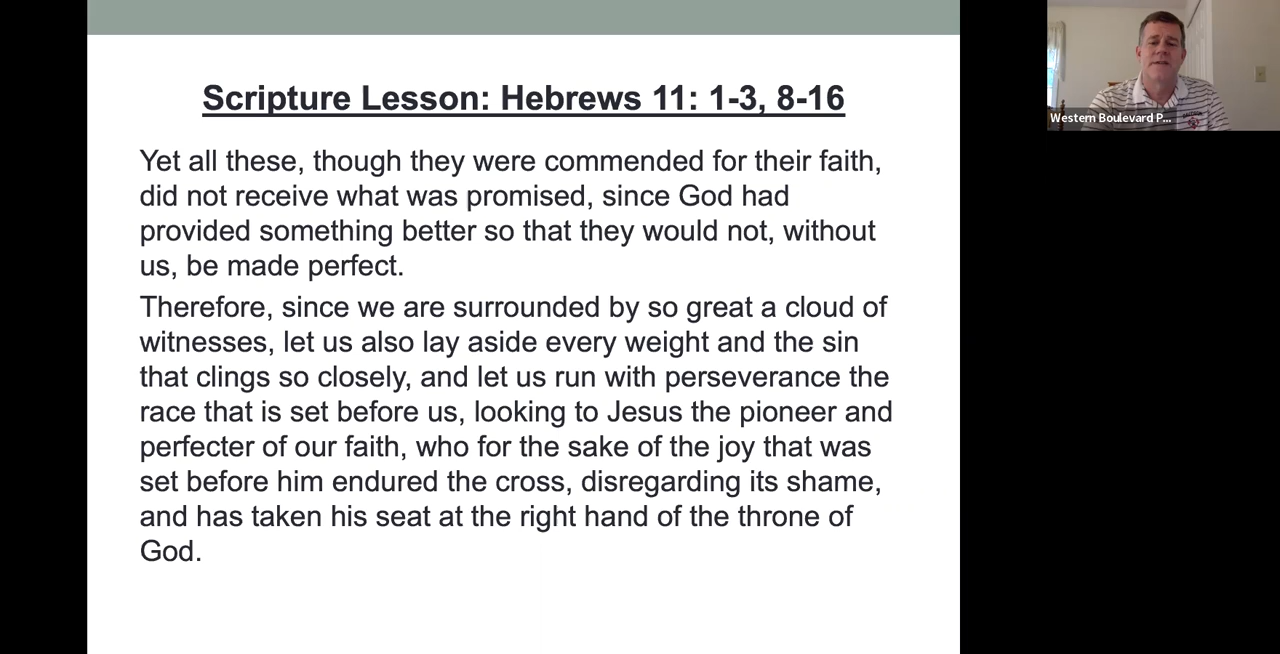 Scripture Lesson: Hebrews 11: 1-3, 8-16
Yet all these, though they were commended for their faith,
did not receive what was promised, since God had
provided something better so that they would not, without
us, be made perfect.
Therefore, since we are surrounded by so great a cloud of
witnesses, let us also lay aside every weight and the sin
that clings so closely, and let us run with perseverance the
race that is set before us, looking to Jesus the pioneer and
perfecter of our faith, who for the sake of the joy that was
set before him endured the cross, disregarding its shame,
and has taken his seat at the right hand of the throne of
God.
Western Boulevard P...